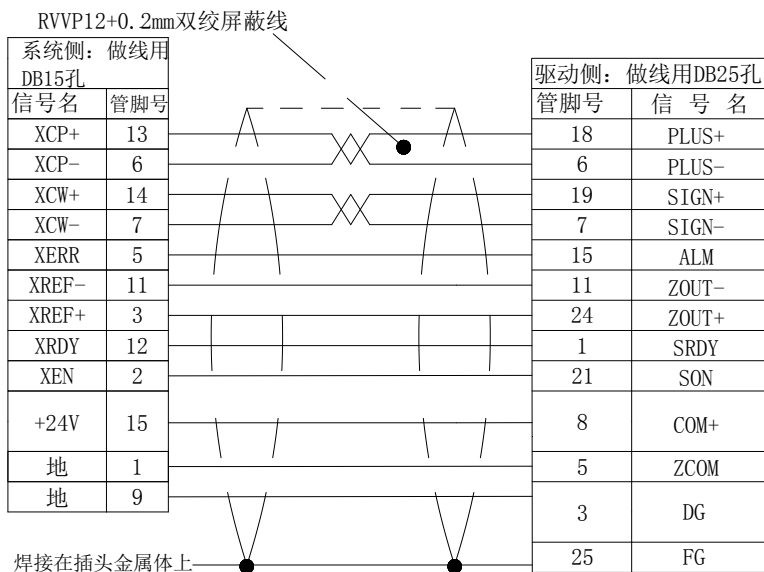 RVVP12+0.2mm双绞屏蔽线
系统侧：做线用
DB15孔
信号名 管脚号
XCP+ 13
XCP- 6
XCW+ 14
XCW- 7
XERR 5
XREF- 11
XREF+ 3
XRDY 12
XEN 2
+24V 15
地 1
地 9
驱动侧：做线用DB25孔
管脚号 信 号 名
18 PLUS+
6 PLUS-
19 SIGN+
7 SIGN-
15 ALM
11 ZOUT-
24 ZOUT+
1 SRDY
21 SON
8 COM+
5 ZCOM
3 DG
25 FG
焊接在插头金属体上